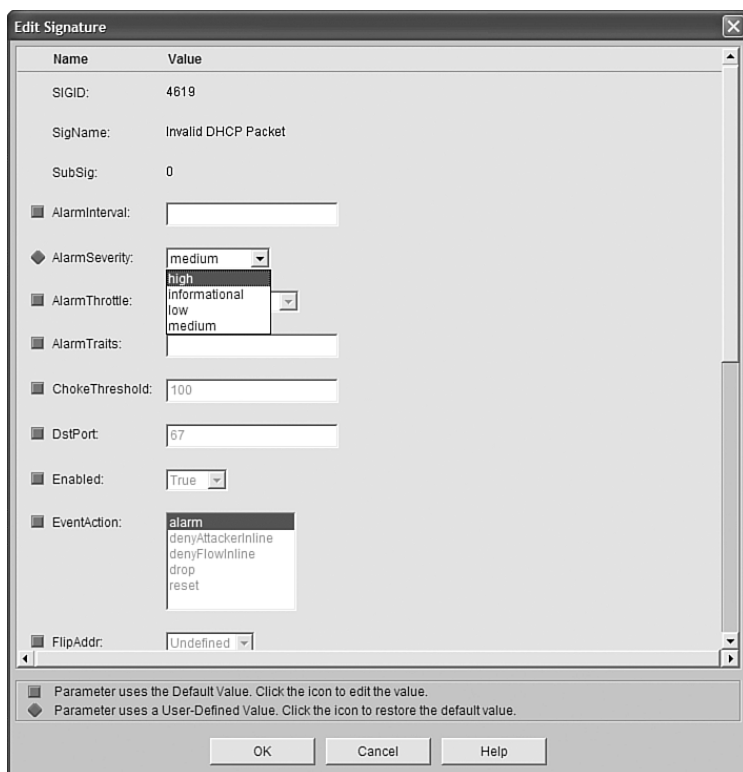 Edit Signature
Name Value
SIGID: 4619
SigName: Invalid DHCP Packet
SubSig: 0
AlarmInterval:
AlarmSeverity: medium
high
informational
low
medium
AlarmThrottle:
AlarmTraits:
ChokeThreshold: 100
DstPort: 67
Enabled: True
EventAction: alarm
denyAttackerInline
denyFlowInline
drop
reset
FlipAddr: Undefined
Parameter uses the Default Value. Click the icon to edit the value.
Parameter uses a User-Defined Value. Click the icon to restore the default value.
OK Cancel Help